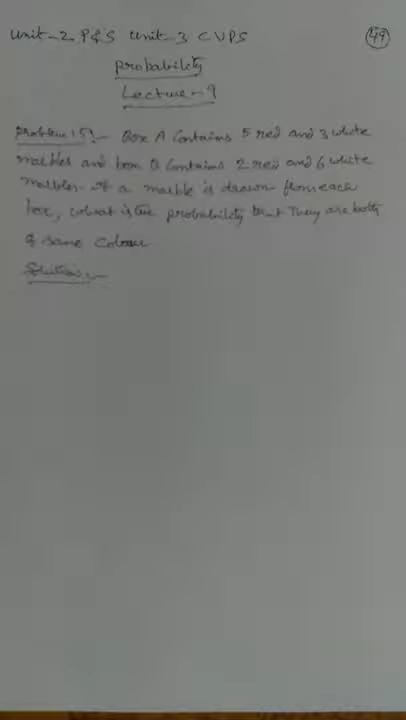 Unit-2 P&S Unit-3 CVPS
49
Probability
Lecture-9
Problem 15:- Box A Contains 5 red and 3 white
marbles and box B Contains 2 red and 6 white
marbles. If a marble is drawn from each
box, what is the probability that They are both
of same Colour
Solution:-